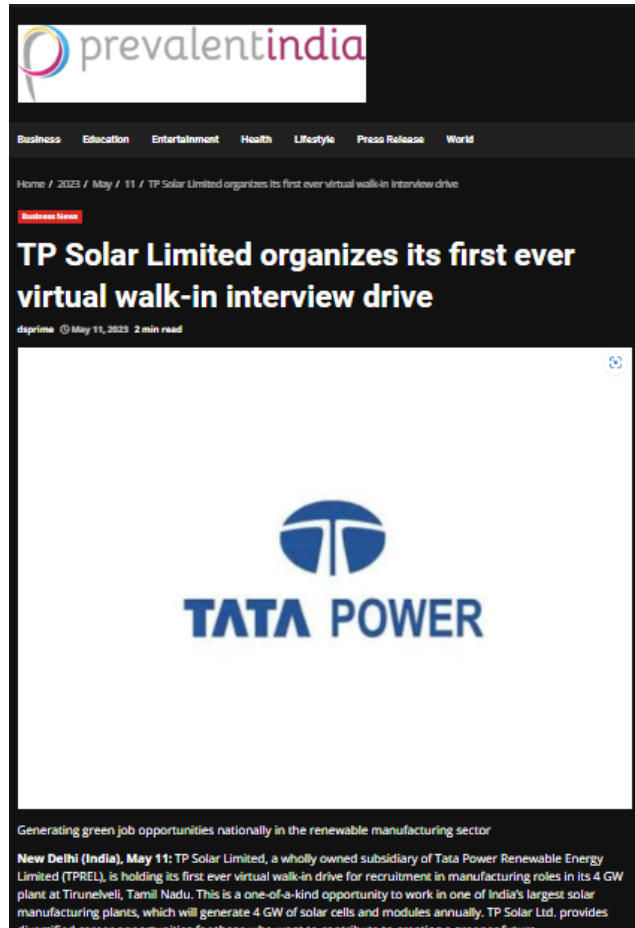 prevalentindia
Business Education Entertainment Health Lifestyle Press Release World
Home / 2023 / May / 11 / TP Solar Limited organizes its first ever virtual walk-in interview drive
Business News
TP Solar Limited organizes its first ever
virtual walk-in interview drive
dsprime May 11, 2023 2 min read
TATA POWER
Generating green job opportunities nationally in the renewable manufacturing sector
New Delhi (India), May 11: TP Solar Limited, a wholly owned subsidiary of Tata Power Renewable Energy
Limited (TPREL), is holding its first ever virtual walk-in drive for recruitment in manufacturing roles in its 4 GW
plant at Tirunelveli, Tamil Nadu. This is a one-of-a-kind opportunity to work in one of India's largest solar
manufacturing plants, which will generate 4 GW of solar cells and modules annually. TP Solar Ltd. provides